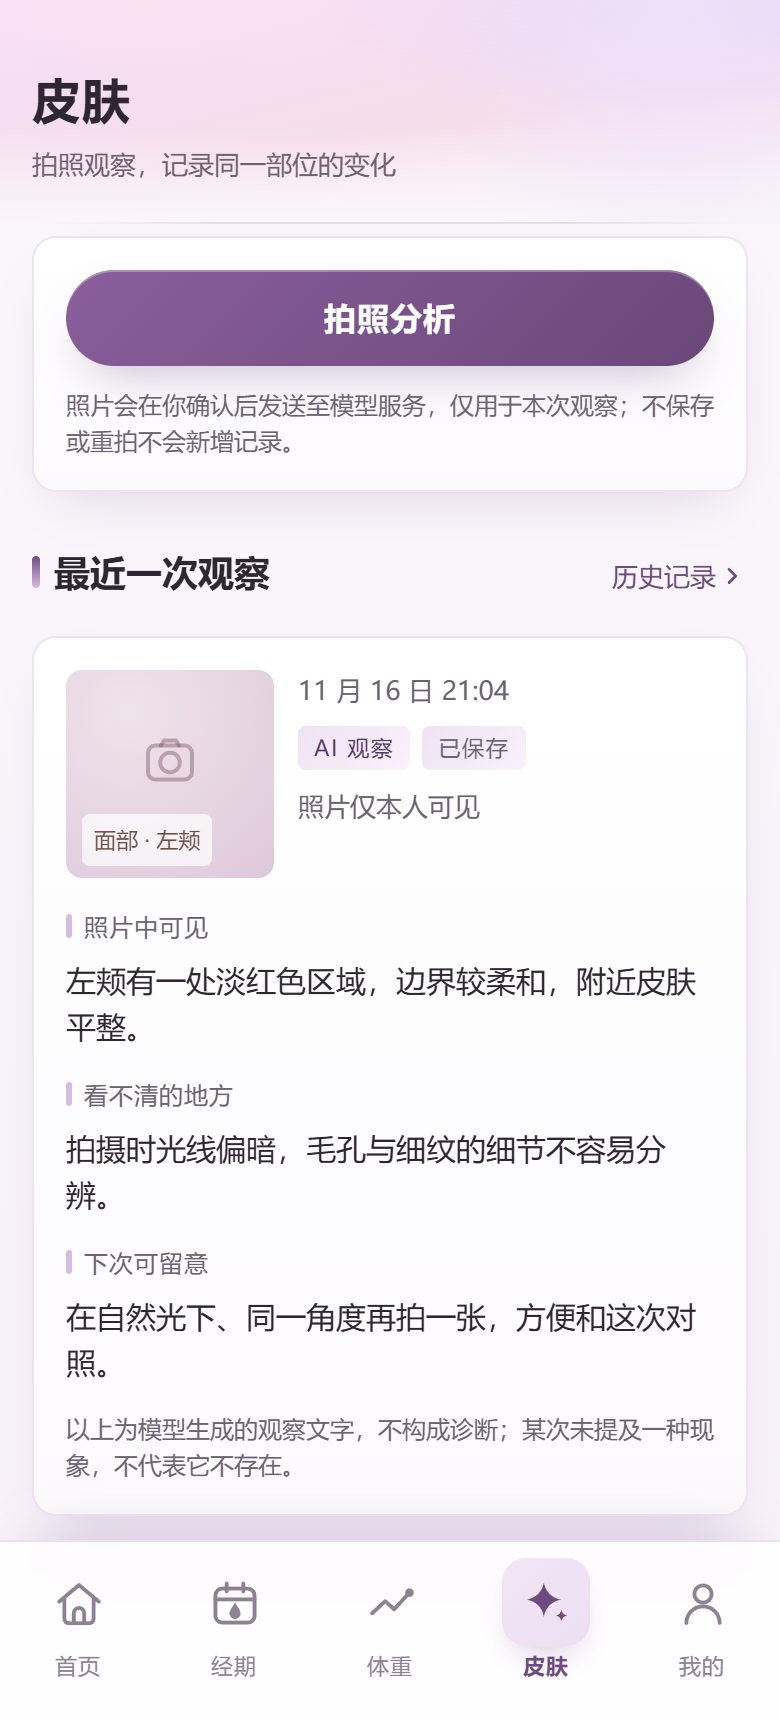 皮肤
拍照观察，记录同一部位的变化
拍照分析
照片会在你确认后发送至模型服务，仅用于本次观察；不保存
或重拍不会新增记录。
最近一次观察
历史记录
11 月 16 日 21:04
AI 观察
已保存
照片仅本人可见
面部 · 左颊
照片中可见
左颊有一处淡红色区域，边界较柔和，附近皮肤
平整。
看不清的地方
拍摄时光线偏暗，毛孔与细纹的细节不容易分
辨。
下次可留意
在自然光下、同一角度再拍一张，方便和这次对
照。
以上为模型生成的观察文字，不构成诊断；某次未提及一种现
象，不代表它不存在。
首页
经期
体重
皮肤
我的